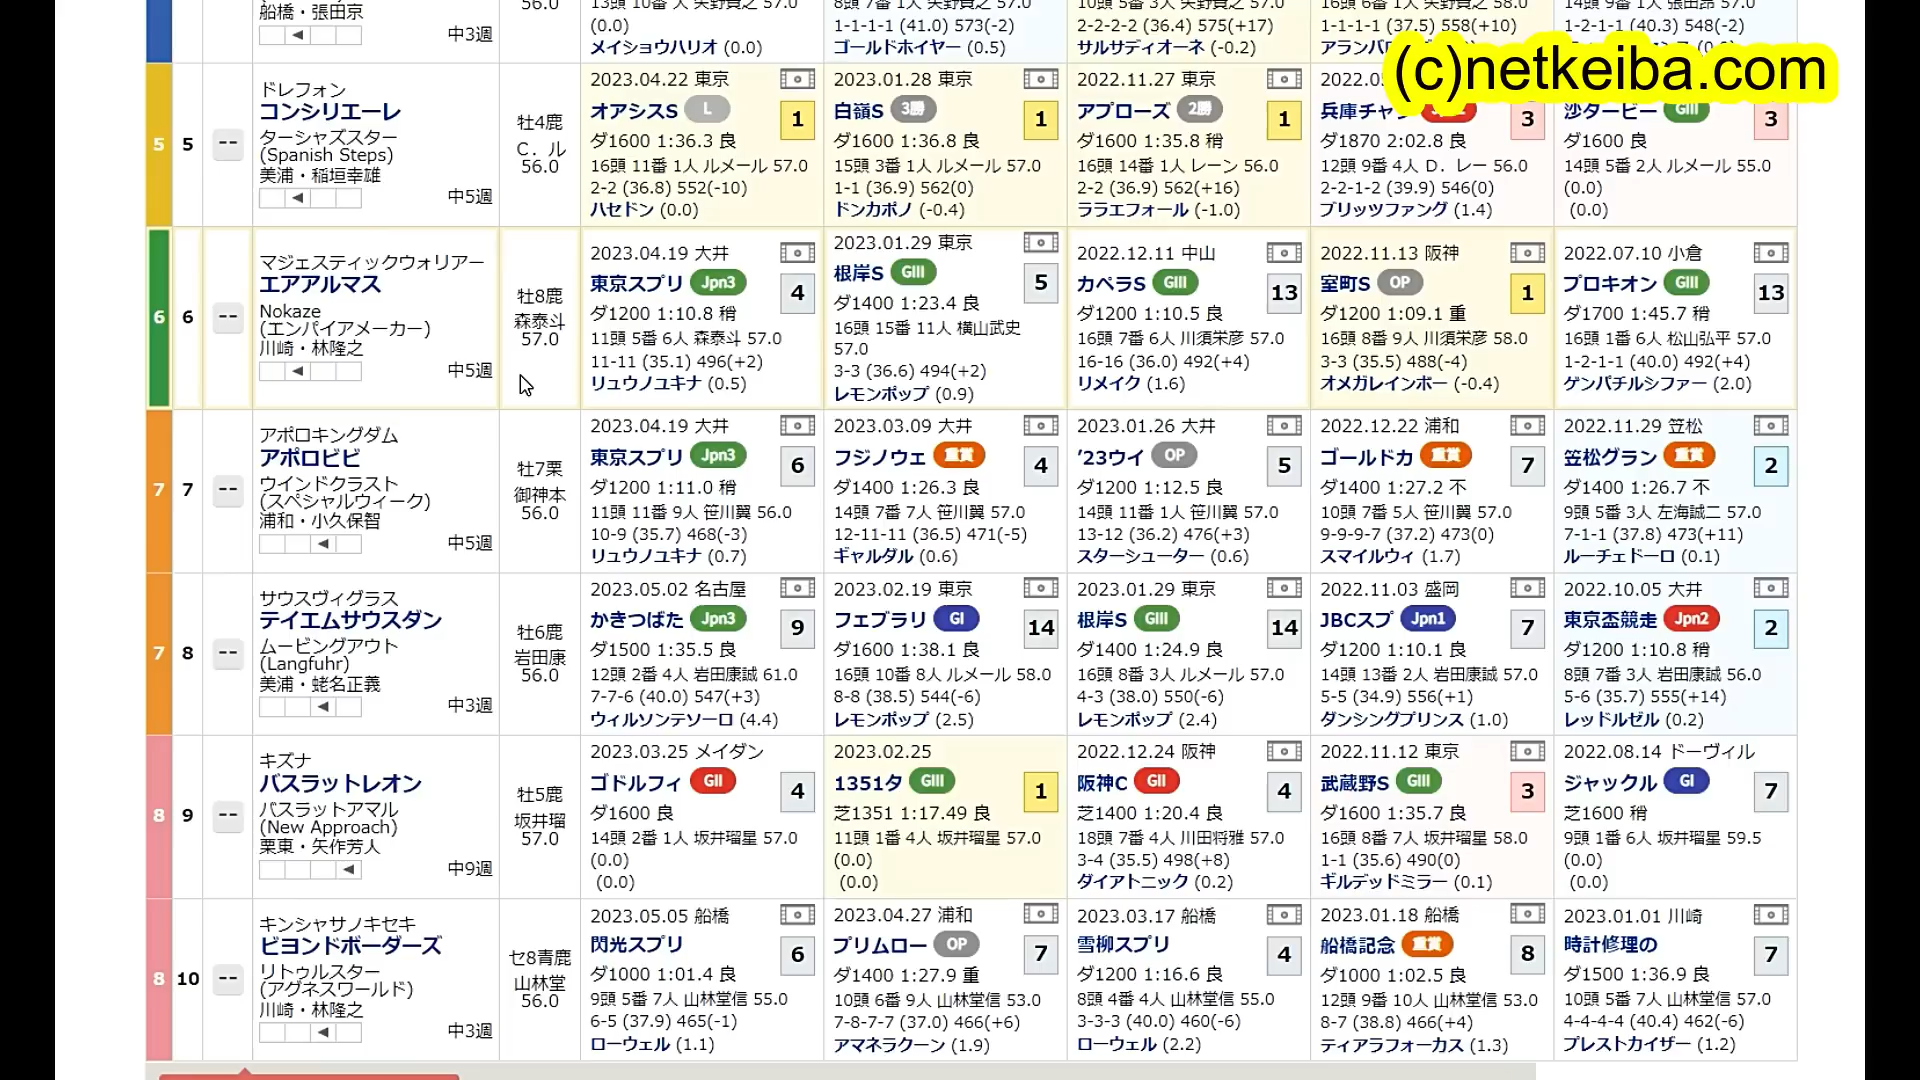 船橋・張田京
56.0
中3週
13頭 10番 人 矢野貴之 57.0
(0.0)
メイショウハリオ (0.0)
8頭 7番 1人 矢野貴之 57.0
1-1-1-1 (41.0) 573(-2)
ゴールドホイヤー (0.5)
10頭 5番 3人 矢野貴之 57.0
2-2-2-2 (36.4) 575(+17)
サルサディオーネ (-0.2)
16頭 6番 1人 矢野貴之 58.0
1-1-1-1 (37.5) 558(+10)
14頭 9番 1人 張田昂 57.0
1-2-1-1 (40.3) 548(-2)
(c)netkeiba.com
5 5 --
ドレフォン
コンシリエーレ
ターシャズスター
(Spanish Steps)
美浦・稲垣幸雄
中5週
牡4鹿
C．ル
56.0
2023.04.22 東京
オアシスS L 1
ダ1600 1:36.3 良
16頭 11番 1人 ルメール 57.0
2-2 (36.8) 552(-10)
ハセドン (0.0)
2023.01.28 東京
白嶺S 3勝 1
ダ1600 1:36.8 良
15頭 3番 1人 ルメール 57.0
1-1 (36.9) 562(0)
ドンカポノ (-0.4)
2022.11.27 東京
アプローズ 2勝 1
ダ1600 1:35.8 稍
16頭 14番 1人 レーン 56.0
2-2 (36.9) 562(+16)
ララエフォール (-1.0)
兵庫チャン 3
ダ1870 2:02.8 良
12頭 9番 4人 D．レー 56.0
2-2-1-2 (39.9) 546(0)
ブリッツファング (1.4)
沙タービー GIII 3
ダ1600 良
14頭 5番 2人 ルメール 55.0
(0.0)
(0.0)
6 6 --
マジェスティックウォリアー
エアアルマス
Nokaze
(エンパイアメーカー)
川崎・林隆之
中5週
牡8鹿
森泰斗
57.0
2023.04.19 大井
東京スプリ Jpn3 4
ダ1200 1:10.8 稍
11頭 5番 6人 森泰斗 57.0
11-11 (35.1) 496(+2)
リュウノユキナ (0.5)
2023.01.29 東京
根岸S GIII 5
ダ1400 1:23.4 良
16頭 15番 11人 横山武史
57.0
3-3 (36.6) 494(+2)
レモンポップ (0.9)
2022.12.11 中山
カペラS GIII 13
ダ1200 1:10.5 良
16頭 7番 6人 川須栄彦 57.0
16-16 (36.0) 492(+4)
リメイク (1.6)
2022.11.13 阪神
室町S OP 1
ダ1200 1:09.1 重
16頭 8番 9人 川須栄彦 58.0
3-3 (35.5) 488(-4)
オメガレインボー (-0.4)
2022.07.10 小倉
プロキオン GIII 13
ダ1700 1:45.7 稍
16頭 1番 6人 松山弘平 57.0
1-2-1-1 (40.0) 492(+4)
ゲンパチルシファー (2.0)
7 7 --
アポロキングダム
アポロビビ
ウインドクラスト
(スペシャルウィーク)
浦和・小久保智
中5週
牡7栗
御神本
56.0
2023.04.19 大井
東京スプリ Jpn3 6
ダ1200 1:11.0 稍
11頭 11番 9人 笹川翼 56.0
10-9 (35.7) 468(-3)
リュウノユキナ (0.7)
2023.03.09 大井
フジノウェ 重賞 4
ダ1400 1:26.3 良
14頭 7番 7人 笹川翼 57.0
12-11-11 (36.5) 471(-5)
ギャルダル (0.6)
2023.01.26 大井
’23ウイ OP 5
ダ1200 1:12.5 良
14頭 11番 1人 笹川翼 57.0
13-12 (36.2) 476(+3)
スターシューター (0.6)
2022.12.22 浦和
ゴールドカ 重賞 7
ダ1400 1:27.2 不
10頭 7番 5人 笹川翼 57.0
9-9-9-7 (37.2) 473(0)
スマイルウィ (1.7)
2022.11.29 笠松
笠松グラン 重賞 2
ダ1400 1:26.7 不
9頭 5番 3人 左海誠二 57.0
7-1-1 (37.8) 473(+11)
ルーチェドーロ (0.1)
7 8 --
サウスヴィグラス
テイエムサウスダン
ムービングアウト
(Langfuhr)
美浦・蛯名正義
中3週
牡6鹿
岩田康
56.0
2023.05.02 名古屋
かきつばた Jpn3 9
ダ1500 1:35.5 良
12頭 2番 4人 岩田康誠 61.0
7-7-6 (40.0) 547(+3)
ウィルソンテソーロ (4.4)
2023.02.19 東京
フェブラリ GI 14
ダ1600 1:38.1 良
16頭 10番 8人 ルメール 58.0
8-8 (38.5) 544(-6)
レモンポップ (2.5)
2023.01.29 東京
根岸S GIII 14
ダ1400 1:24.9 良
16頭 8番 3人 ルメール 57.0
4-3 (38.0) 550(-6)
レモンポップ (2.4)
2022.11.03 盛岡
JBCスプ Jpn1 7
ダ1200 1:10.1 良
14頭 13番 2人 岩田康誠 57.0
5-5 (34.9) 556(+1)
ダンシングプリンス (1.0)
2022.10.05 大井
東京盃競走 Jpn2 2
ダ1200 1:10.8 稍
8頭 7番 3人 岩田康誠 56.0
5-6 (35.7) 555(+14)
レッドルゼル (0.2)
8 9 --
キズナ
バスラットレオン
バスラットアマル
(New Approach)
栗東・矢作芳人
中9週
牡5鹿
坂井瑠
57.0
2023.03.25 メイダン
ゴドルフィ GII 4
ダ1600 良
14頭 2番 1人 坂井瑠星 57.0
(0.0)
(0.0)
2023.02.25
1351タ GIII 1
芝1351 1:17.49 良
11頭 1番 4人 坂井瑠星 57.0
(0.0)
(0.0)
2022.12.24 阪神
阪神C GII 4
芝1400 1:20.4 良
18頭 7番 4人 川田将雅 57.0
3-4 (35.5) 498(+8)
ダイアトニック (0.2)
2022.11.12 東京
武蔵野S GIII 3
ダ1600 1:35.7 良
16頭 8番 7人 坂井瑠星 58.0
1-1 (35.6) 490(0)
ギルデッドミラー (0.1)
2022.08.14 ドーヴィル
ジャックル GI 7
芝1600 稍
9頭 1番 6人 坂井瑠星 59.5
(0.0)
(0.0)
8 10 --
キンシャサノキセキ
ビヨンドボーダーズ
リトゥルスター
(アグネスワールド)
川崎・林隆之
中3週
セ8青鹿
山林堂
56.0
2023.05.05 船橋
閃光スプリ 6
ダ1000 1:01.4 良
9頭 5番 7人 山林堂信 55.0
6-5 (37.9) 465(-1)
ローウェル (1.1)
2023.04.27 浦和
プリムロー OP 7
ダ1400 1:27.9 重
10頭 6番 9人 山林堂信 53.0
7-8-7-7 (37.0) 466(+6)
アマネラクーン (1.9)
2023.03.17 船橋
雪柳スプリ 4
ダ1200 1:16.6 良
8頭 4番 4人 山林堂信 55.0
3-3-3 (40.0) 460(-6)
ローウェル (2.2)
2023.01.18 船橋
船橋記念 重賞 8
ダ1000 1:02.5 良
12頭 9番 10人 山林堂信 53.0
8-7 (38.8) 466(+4)
ティアラフォーカス (1.3)
2023.01.01 川崎
時計修理の 7
ダ1500 1:36.9 良
10頭 5番 7人 山林堂信 57.0
4-4-4-4 (40.4) 462(-6)
プレストカイザー (1.2)